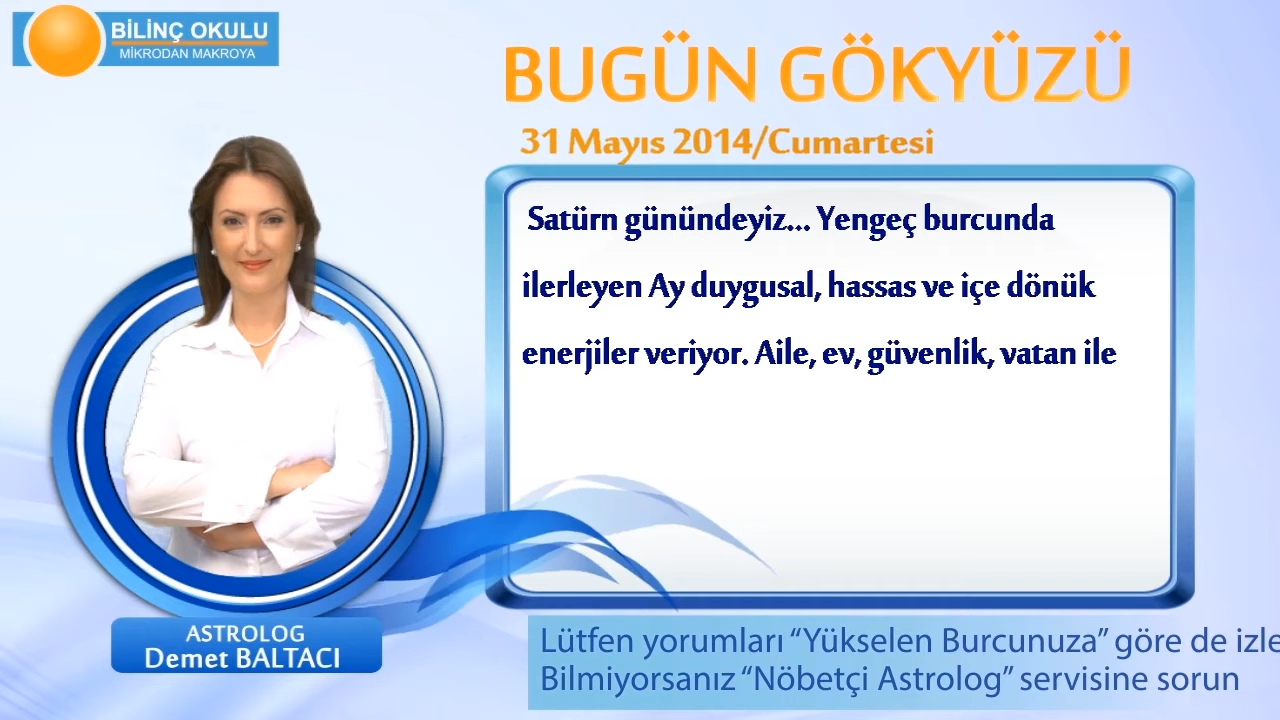 BİLİNÇ OKULU
MİKRODAN MAKROYA
BUGÜN GÖKYÜZÜ
31 Mayıs 2014/Cumartesi
Satürn günündeyiz... Yengeç burcunda
ilerleyen Ay duygusal, hassas ve içe dönük
enerjiler veriyor. Aile, ev, güvenlik, vatan ile
ASTROLOG
Demet BALTACI
Lütfen yorumları “Yükselen Burcunuza” göre de izle
Bilmiyorsanız “Nöbetçi Astrolog” servisine sorun